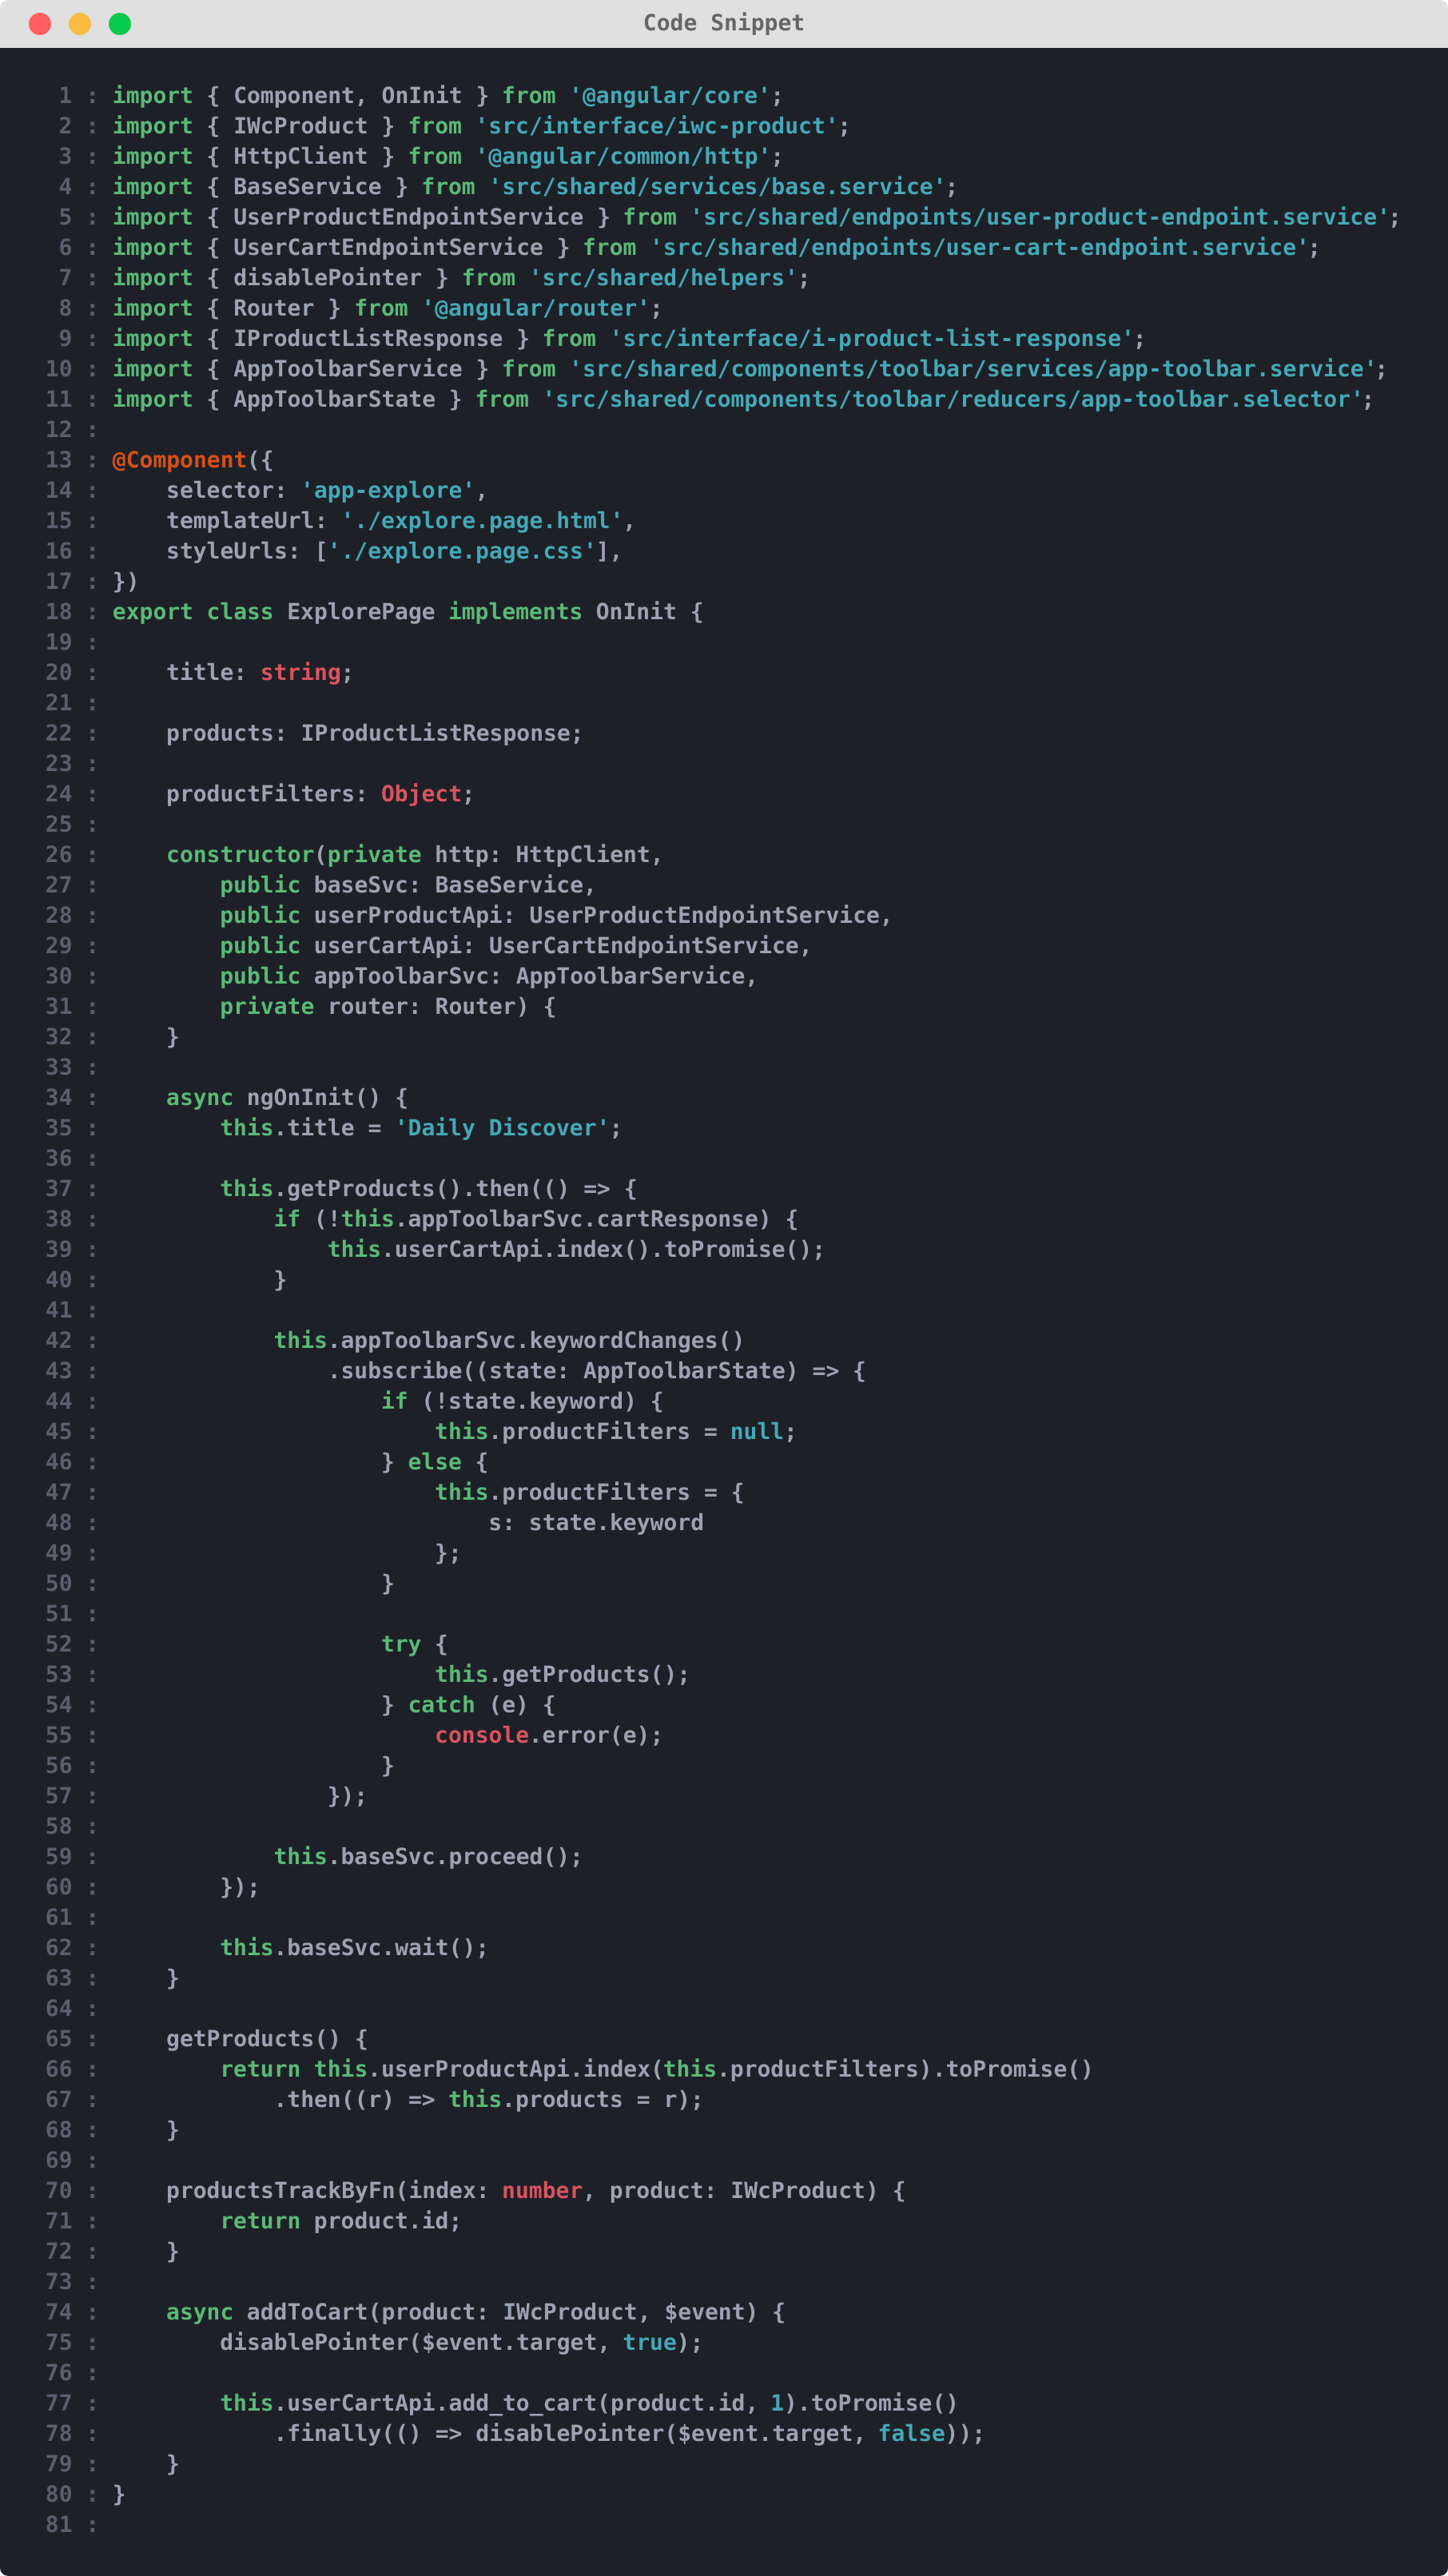 Code Snippet
1 : import { Component, OnInit } from '@angular/core';
2 : import { IWcProduct } from 'src/interface/iwc-product';
3 : import { HttpClient } from '@angular/common/http';
4 : import { BaseService } from 'src/shared/services/base.service';
5 : import { UserProductEndpointService } from 'src/shared/endpoints/user-product-endpoint.service';
6 : import { UserCartEndpointService } from 'src/shared/endpoints/user-cart-endpoint.service';
7 : import { disablePointer } from 'src/shared/helpers';
8 : import { Router } from '@angular/router';
9 : import { IProductListResponse } from 'src/interface/i-product-list-response';
10 : import { AppToolbarService } from 'src/shared/components/toolbar/services/app-toolbar.service';
11 : import { AppToolbarState } from 'src/shared/components/toolbar/reducers/app-toolbar.selector';
12 :
13 : @Component({
14 :     selector: 'app-explore',
15 :     templateUrl: './explore.page.html',
16 :     styleUrls: ['./explore.page.css'],
17 : })
18 : export class ExplorePage implements OnInit {
19 :
20 :     title: string;
21 :
22 :     products: IProductListResponse;
23 :
24 :     productFilters: Object;
25 :
26 :     constructor(private http: HttpClient,
27 :         public baseSvc: BaseService,
28 :         public userProductApi: UserProductEndpointService,
29 :         public userCartApi: UserCartEndpointService,
30 :         public appToolbarSvc: AppToolbarService,
31 :         private router: Router) {
32 :     }
33 :
34 :     async ngOnInit() {
35 :         this.title = 'Daily Discover';
36 :
37 :         this.getProducts().then(() => {
38 :             if (!this.appToolbarSvc.cartResponse) {
39 :                 this.userCartApi.index().toPromise();
40 :             }
41 :
42 :             this.appToolbarSvc.keywordChanges()
43 :                 .subscribe((state: AppToolbarState) => {
44 :                     if (!state.keyword) {
45 :                         this.productFilters = null;
46 :                     } else {
47 :                         this.productFilters = {
48 :                             s: state.keyword
49 :                         };
50 :                     }
51 :
52 :                     try {
53 :                         this.getProducts();
54 :                     } catch (e) {
55 :                         console.error(e);
56 :                     }
57 :                 });
58 :
59 :             this.baseSvc.proceed();
60 :         });
61 :
62 :         this.baseSvc.wait();
63 :     }
64 :
65 :     getProducts() {
66 :         return this.userProductApi.index(this.productFilters).toPromise()
67 :             .then((r) => this.products = r);
68 :     }
69 :
70 :     productsTrackByFn(index: number, product: IWcProduct) {
71 :         return product.id;
72 :     }
73 :
74 :     async addToCart(product: IWcProduct, $event) {
75 :         disablePointer($event.target, true);
76 :
77 :         this.userCartApi.add_to_cart(product.id, 1).toPromise()
78 :             .finally(() => disablePointer($event.target, false));
79 :     }
80 : }
81 :